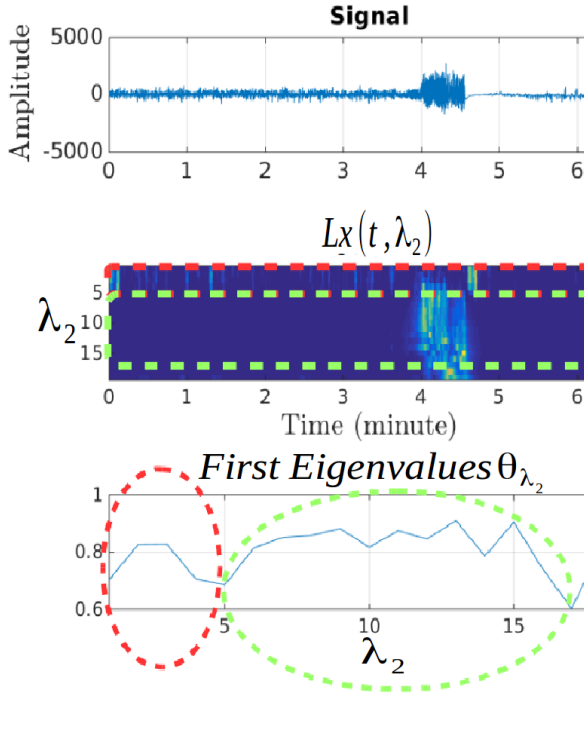 Signal
Amplitude
5000
0
-5000
0 1 2 3 4 5 6
Lx(t,λ₂)
λ₂
5
10
15
0 1 2 3 4 5 6
Time (minute)
First Eigenvalues θλ₂
1
0.8
0.6
5 10 15
λ₂